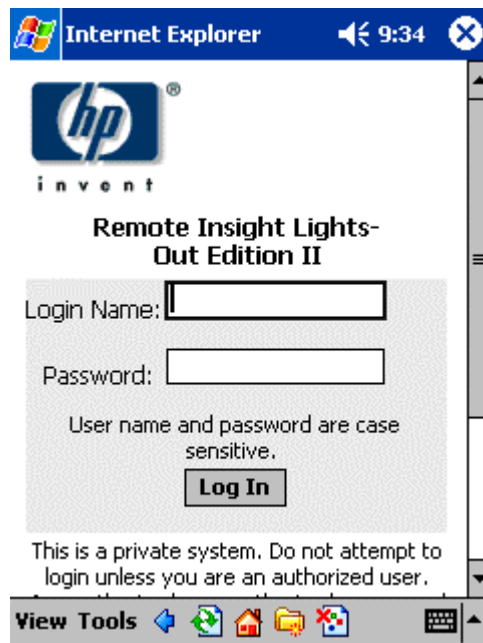 Internet Explorer 9:34
hp
®
invent
Remote Insight Lights-
Out Edition II
Login Name:
Password:
User name and password are case
sensitive.
Log In
This is a private system. Do not attempt to
login unless you are an authorized user.
View Tools